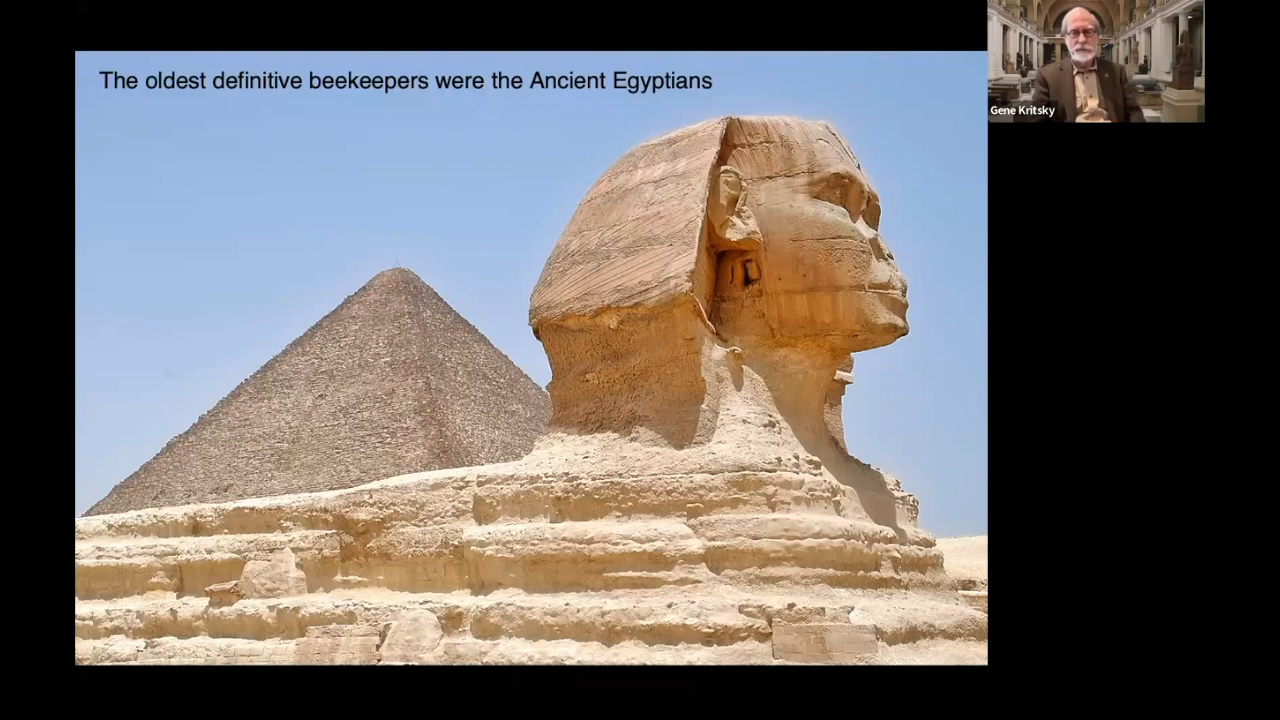 The oldest definitive beekeepers were the Ancient Egyptians
Gene Kritsky